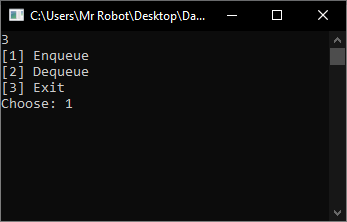 C:\Users\Mr Robot\Desktop\Da...
3
[1] Enqueue
[2] Dequeue
[3] Exit
Choose: 1